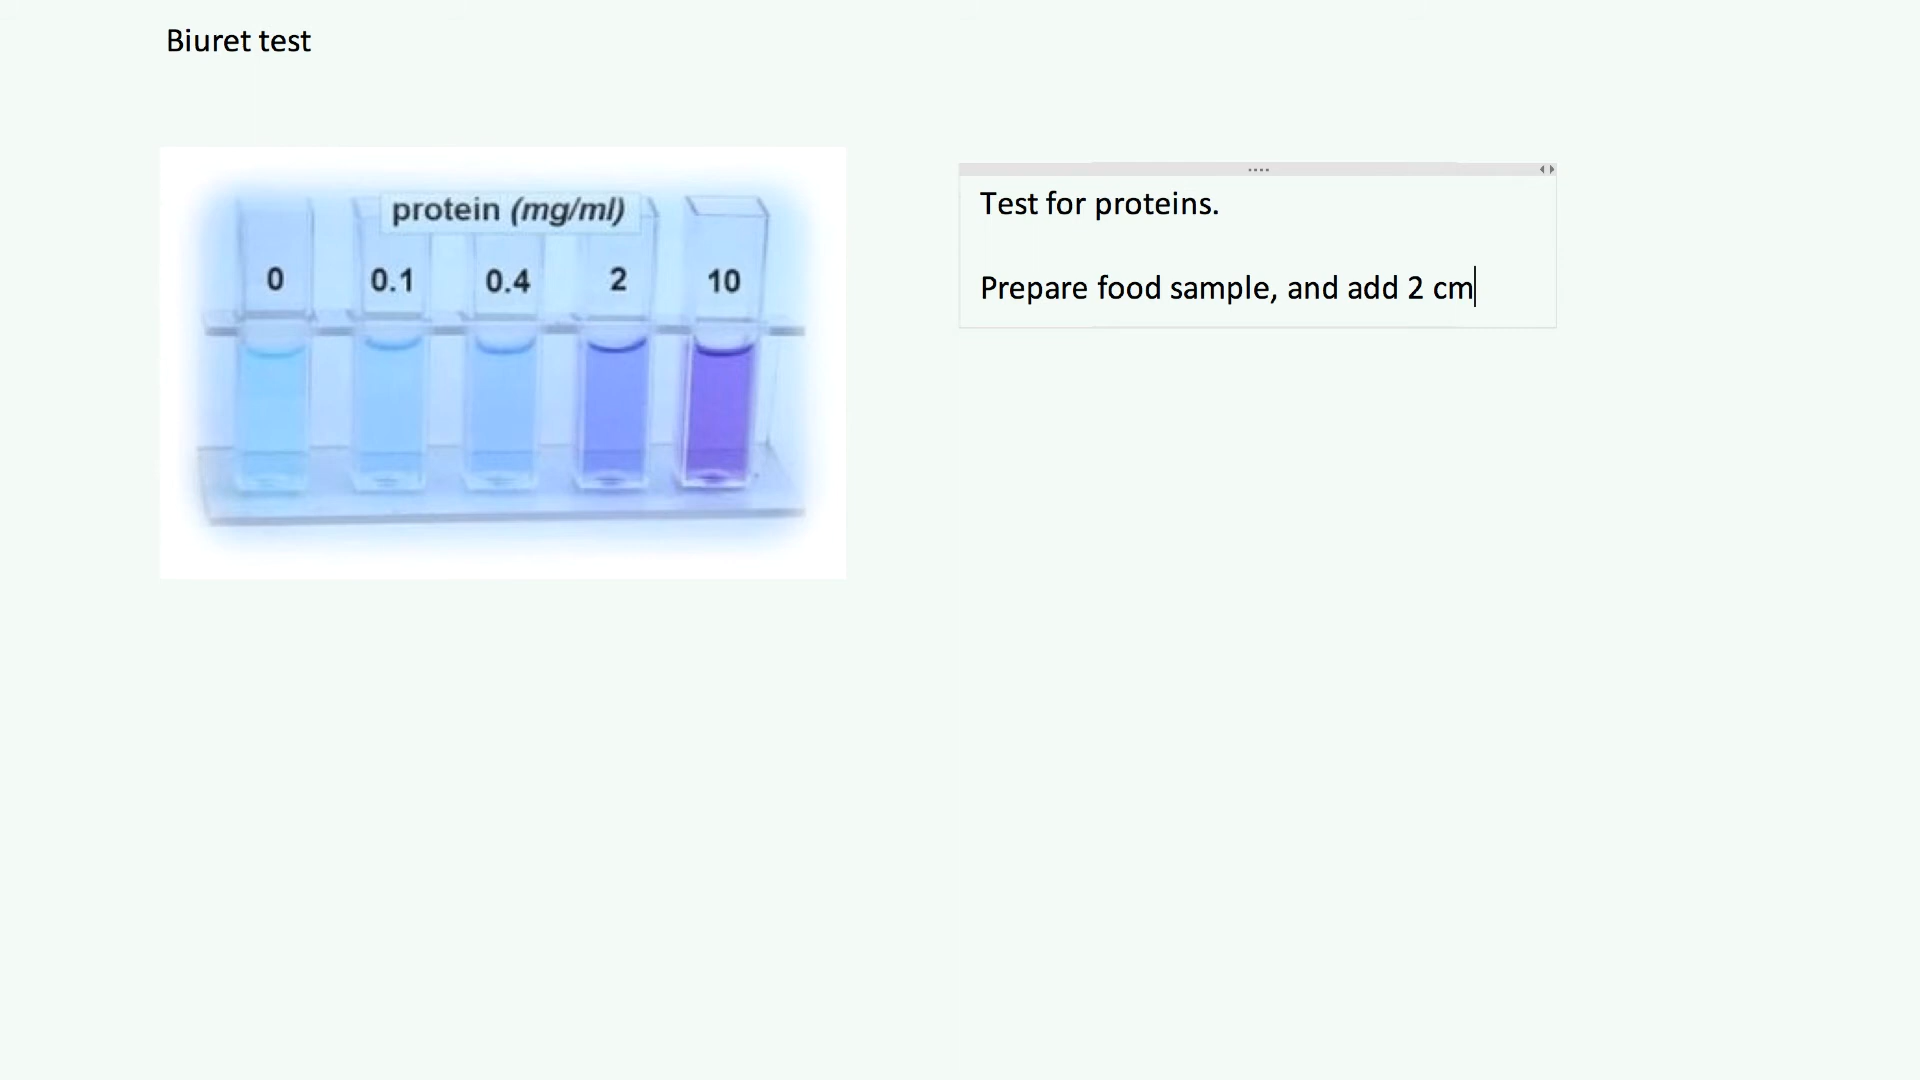 Biuret test
protein (mg/ml)
0 0.1 0.4 2 10
Test for proteins.
Prepare food sample, and add 2 cm